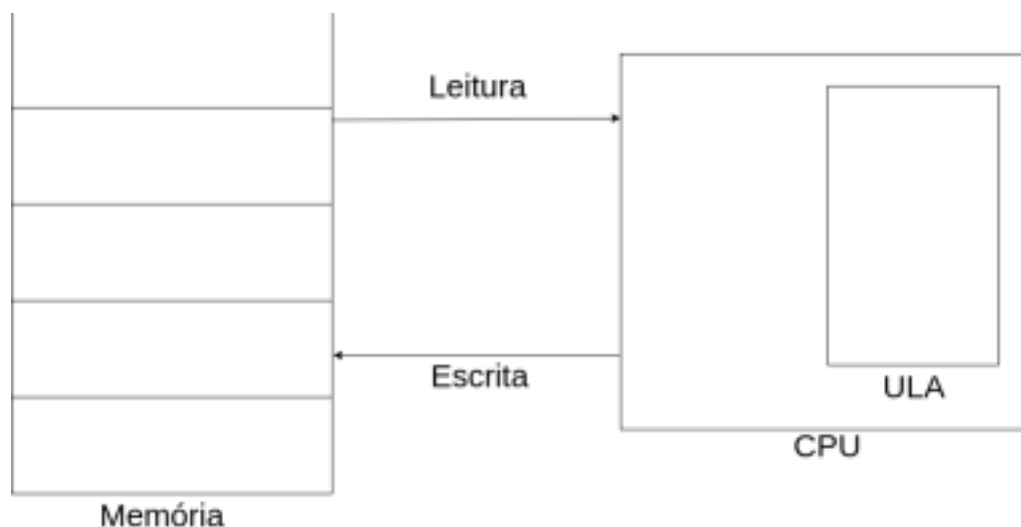 Leitura
Escrita
ULA
CPU
Memória